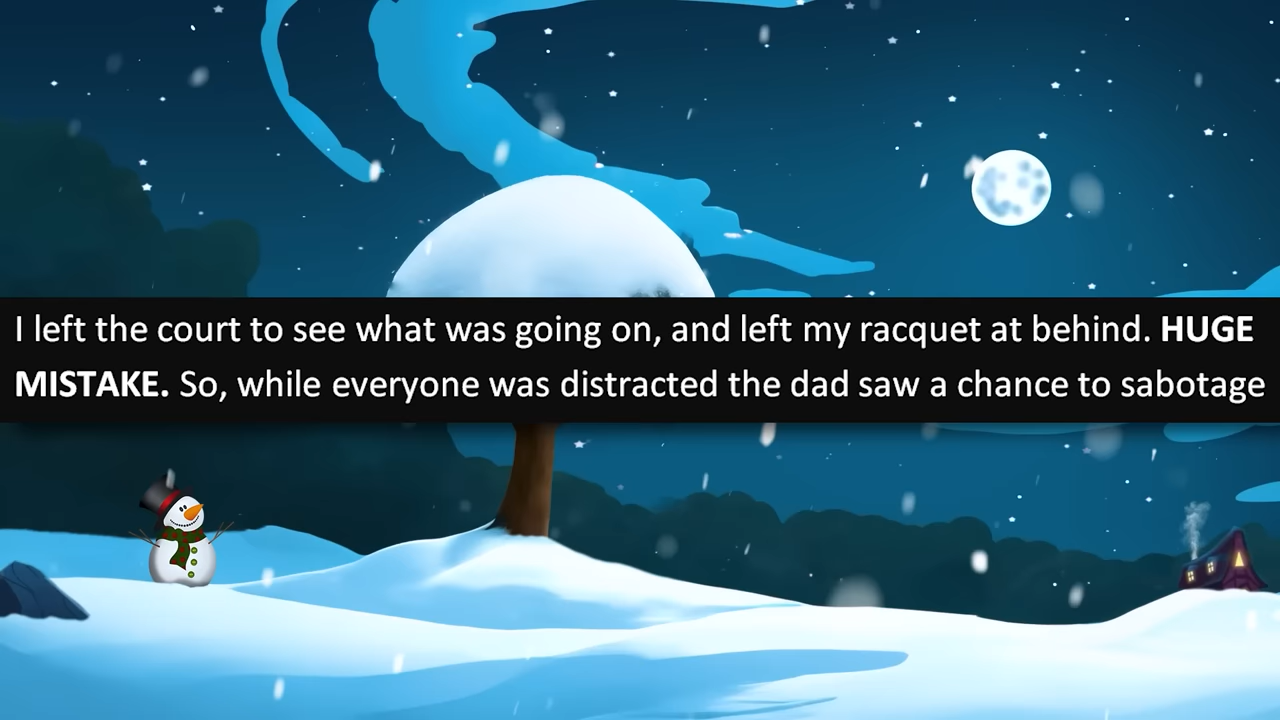 I left the court to see what was going on, and left my racquet at behind. HUGE
MISTAKE. So, while everyone was distracted the dad saw a chance to sabotage